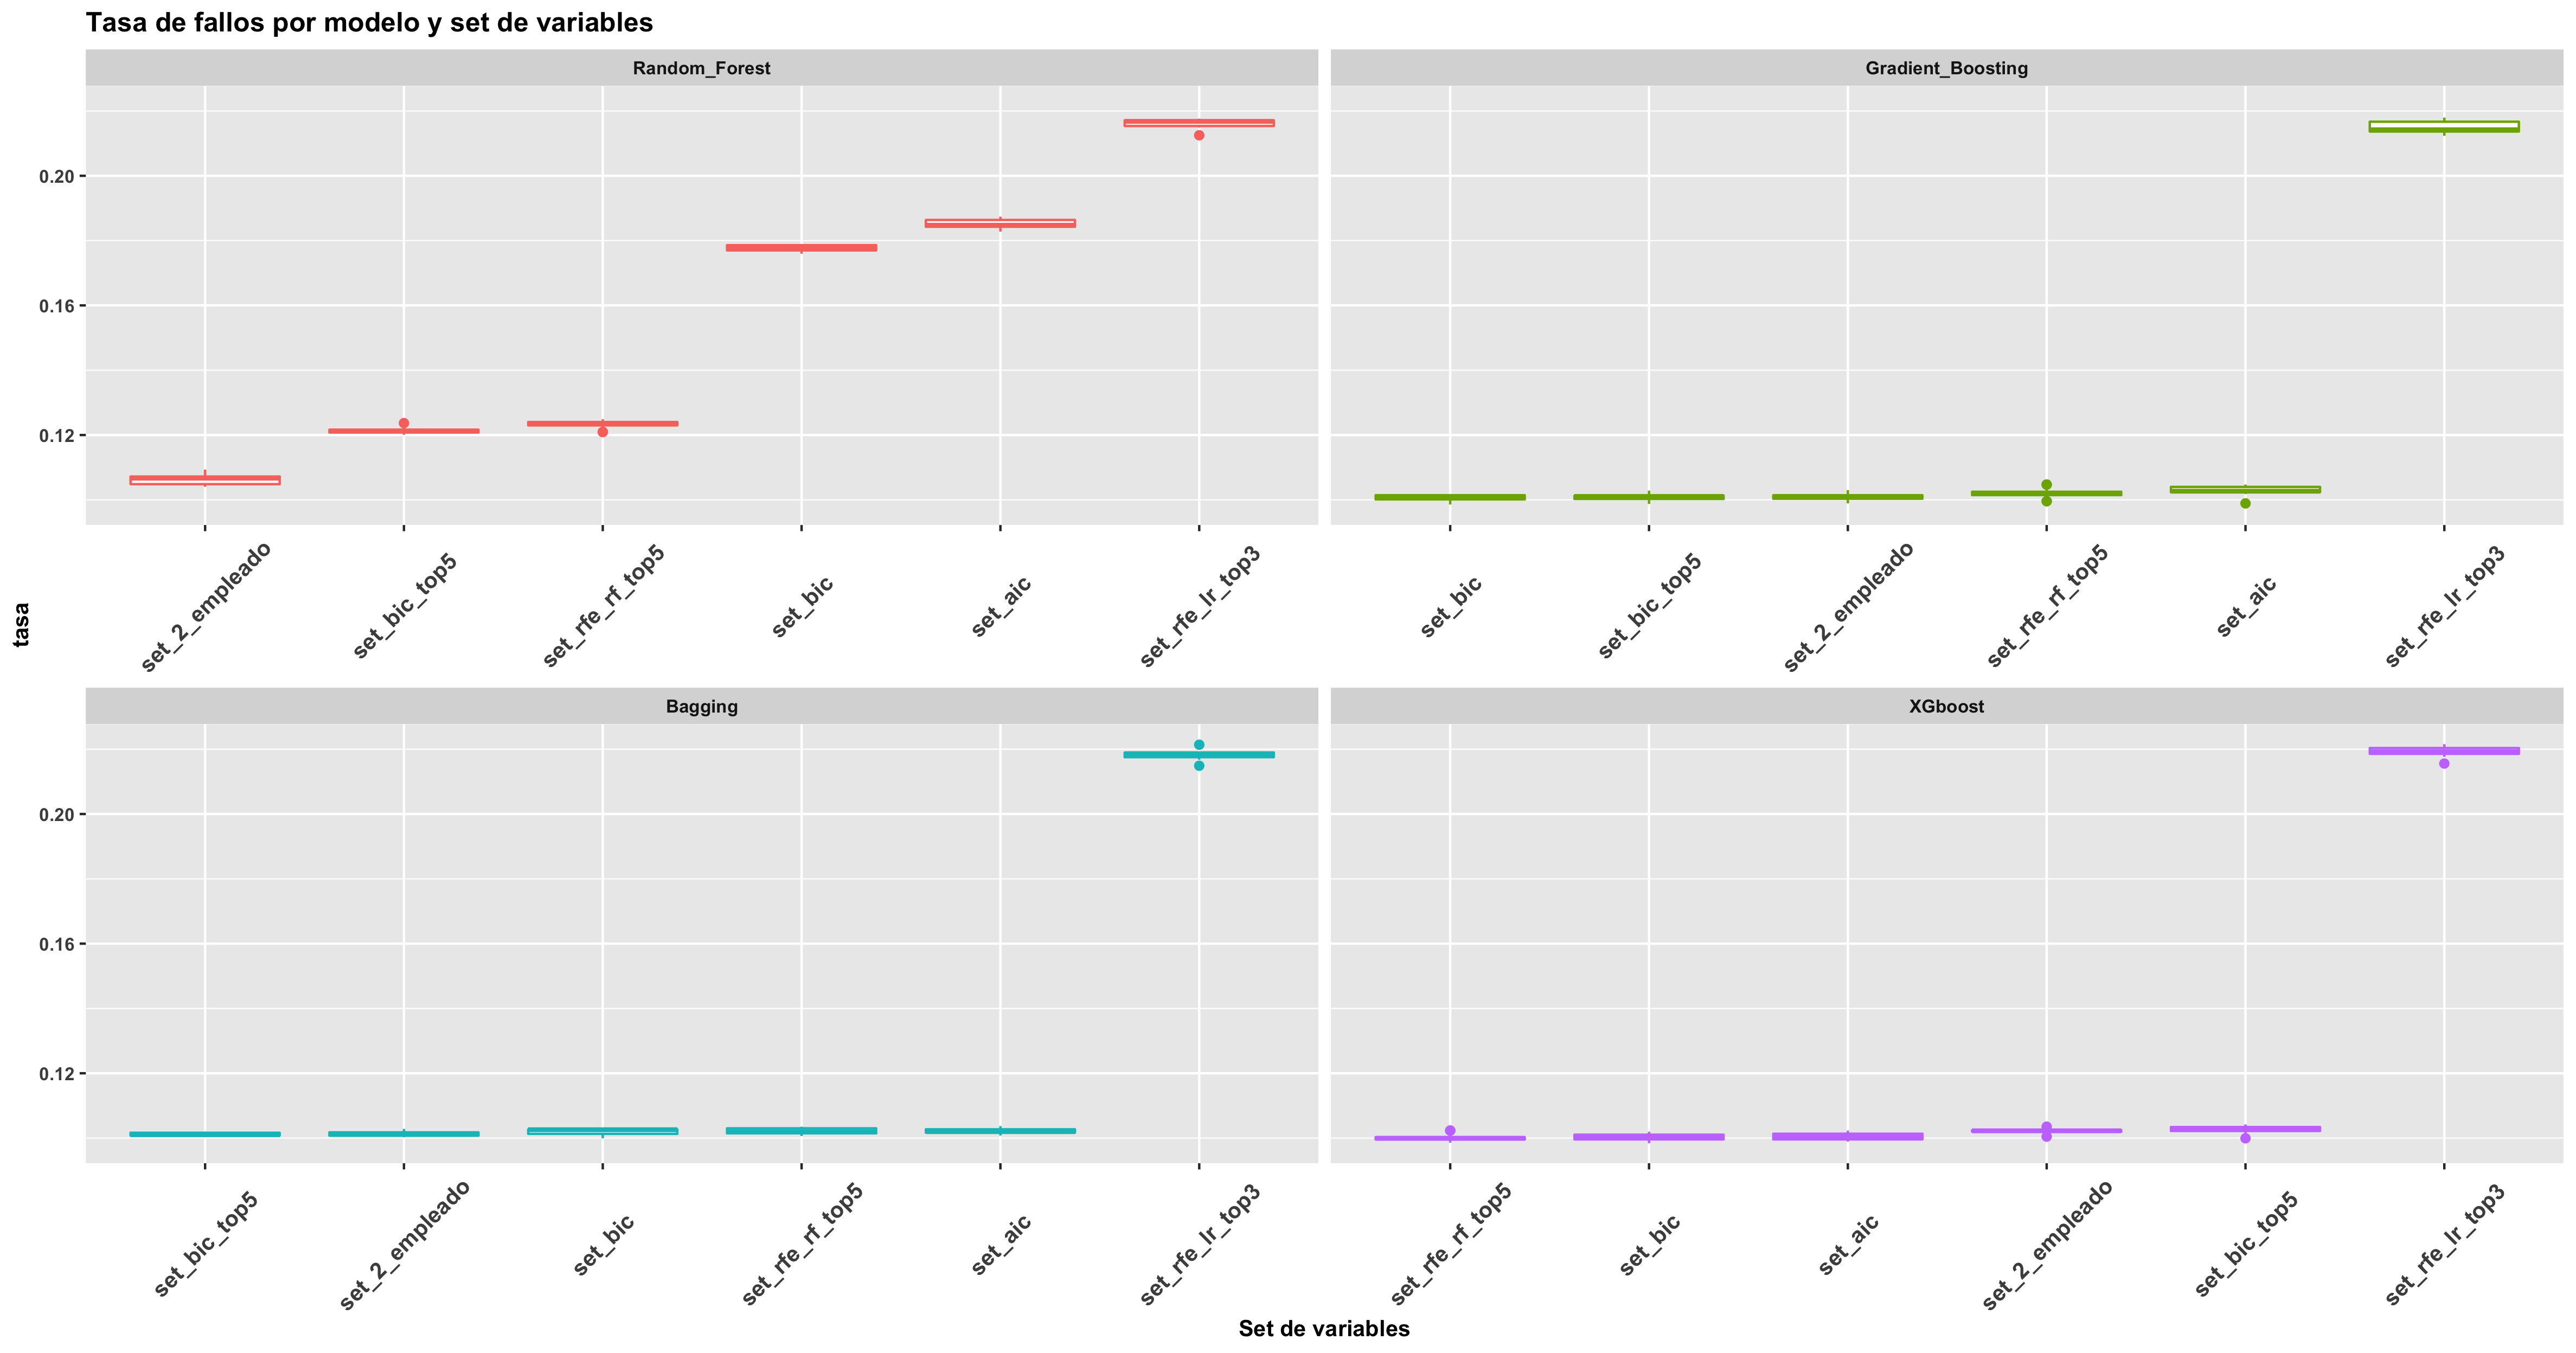 Tasa de fallos por modelo y set de variables
Random_Forest
Gradient_Boosting
0.20
0.16
0.12
set_2_empleado
set_bic_top5
set_rfe_rf_top5
set_bic
set_aic
set_rfe_lr_top3
set_bic
set_bic_top5
set_2_empleado
set_rfe_rf_top5
set_aic
set_rfe_lr_top3
tasa
Bagging
XGboost
0.20
0.16
0.12
set_bic_top5
set_2_empleado
set_bic
set_rfe_rf_top5
set_aic
set_rfe_lr_top3
set_rfe_rf_top5
set_bic
set_aic
set_2_empleado
set_bic_top5
set_rfe_lr_top3
Set de variables